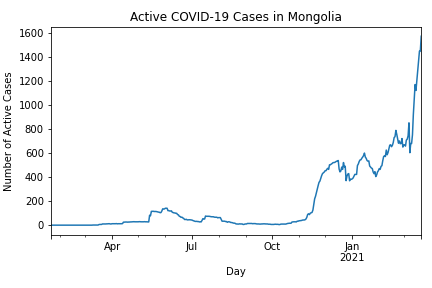 Active COVID-19 Cases in Mongolia
1600
1400
1200
1000
800
600
400
200
0
Number of Active Cases
Apr
Jul
Oct
Jan
2021
Day